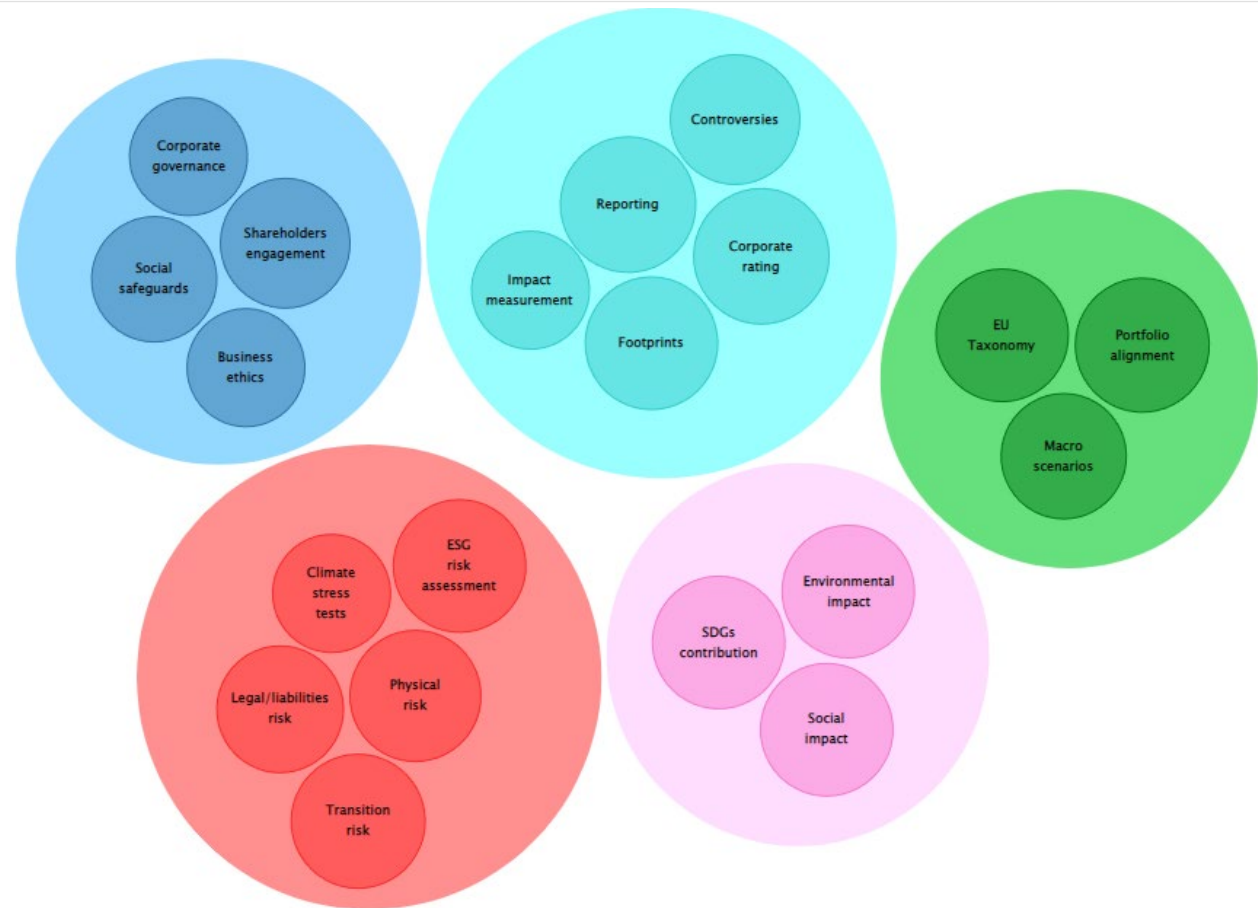 Corporate
governance
Shareholders
engagement
Social
safeguards
Business
ethics
Controversies
Reporting
Corporate
rating
Impact
measurement
Footprints
EU
Taxonomy
Portfolio
alignment
Macro
scenarios
ESG
risk
assessment
Climate
stress
tests
Legal/liabilities
risk
Physical
risk
Transition
risk
Environmental
impact
SDGs
contribution
Social
impact